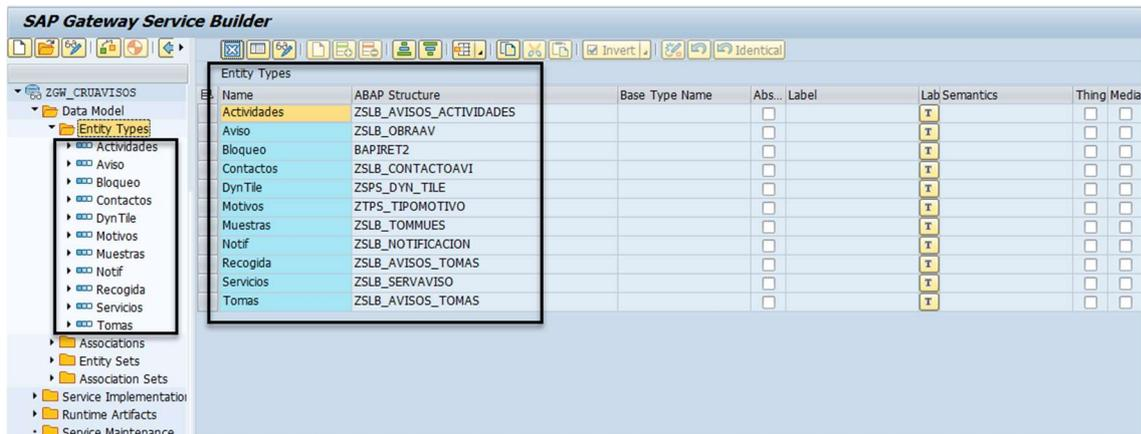 SAP Gateway Service Builder
Invert Identical
ZGW_CRUAVISOS
Data Model
Entity Types
Actividades
Aviso
Bloqueo
Contactos
DynTile
Motivos
Muestras
Notif
Recogida
Servicios
Tomas
Associations
Entity Sets
Association Sets
Service Implementation
Runtime Artifacts
Service Maintenance
Entity Types
Name ABAP Structure Base Type Name Abs... Label Lab Semantics Thing Media
Actividades ZSLB_AVISOS_ACTIVIDADES T
Aviso ZSLB_OBRAAV T
Bloqueo BAPIRET2 T
Contactos ZSLB_CONTACTOAVI T
DynTile ZSPS_DYN_TILE T
Motivos ZTPS_TIPOMOTIVO T
Muestras ZSLB_TOMMUES T
Notif ZSLB_NOTIFICACION T
Recogida ZSLB_AVISOS_TOMAS T
Servicios ZSLB_SERVAVISO T
Tomas ZSLB_AVISOS_TOMAS T